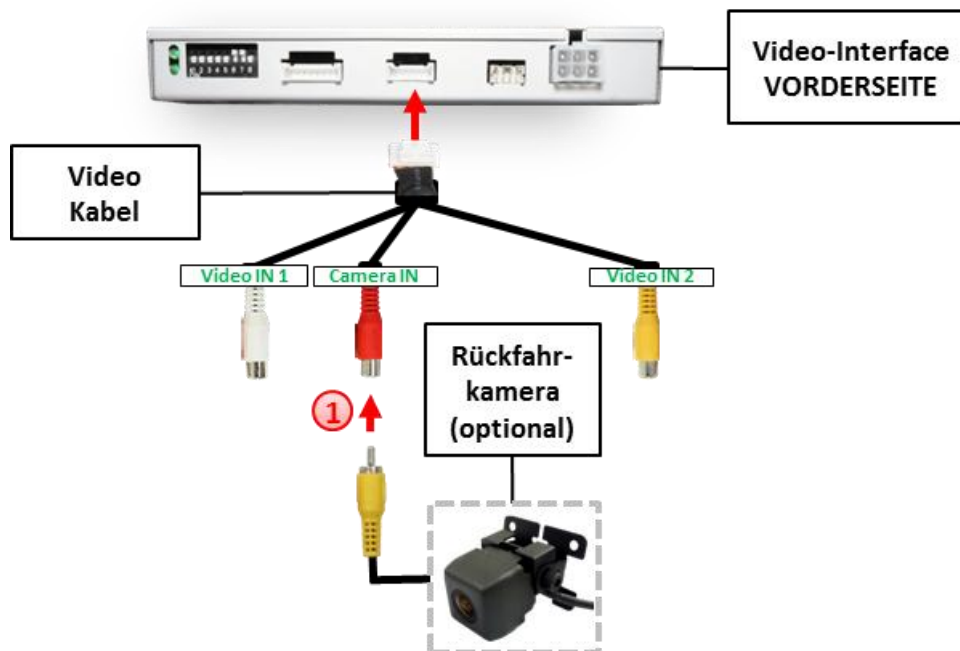 Video-Interface
VORDERSEITE
Video
Kabel
Video IN 1
Camera IN
Video IN 2
Rückfahr-
kamera
(optional)
1